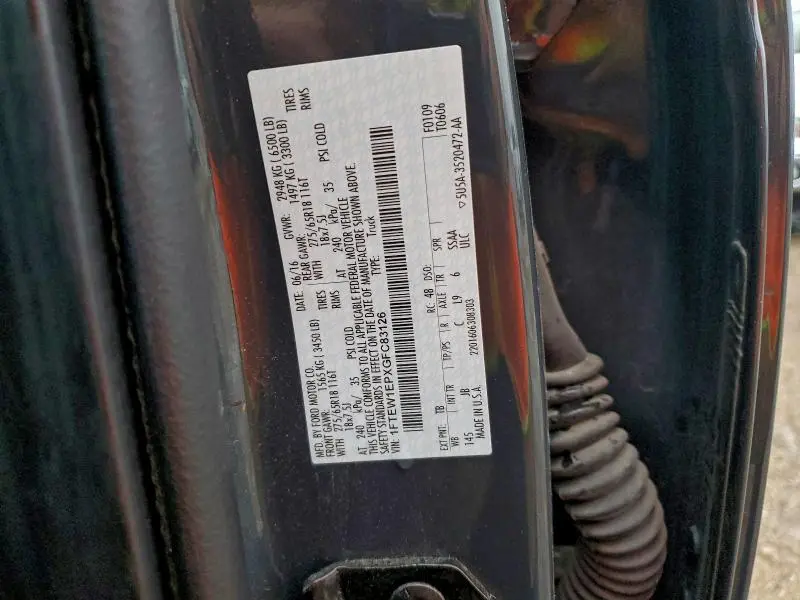 MFD. BY FORD MOTOR CO.
DATE: 06/16 GVWR: 2948 KG ( 6500 LB)
FRONT GAWR: 1565 KG ( 3450 LB) REAR GAWR: 1497 KG ( 3300 LB)
WITH 275/65R18 116T TIRES WITH 275/65R18 116T TIRES
18x7.5J RIMS 18x7.5J RIMS
AT 240 kPa/ 35 PSI COLD AT 240 kPa/ 35 PSI COLD
THIS VEHICLE CONFORMS TO ALL APPLICABLE FEDERAL MOTOR VEHICLE
SAFETY STANDARDS IN EFFECT ON THE DATE OF MANUFACTURE SHOWN ABOVE.
VIN: 1FTEW1EPXGFC83126 TYPE: Truck
F0109
T0606
EXT PNT: TB RC: 48 DSO:
WB INT TR TP/PS R AXLE TR SPR
145 JB C L9 6 SSAA
ULC
MADE IN U.S.A. 2201606308303
▽5U5A-3520472-AA